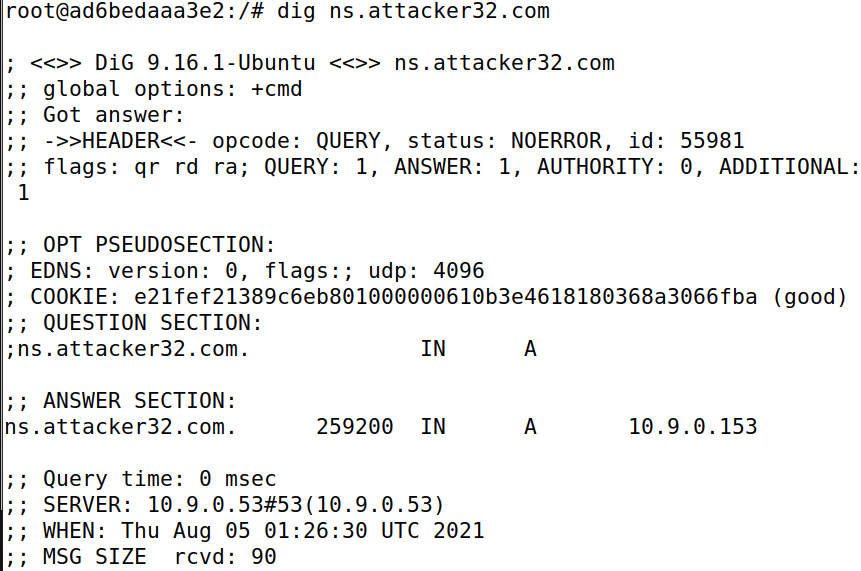 root@ad6bedaaa3e2:/# dig ns.attacker32.com

; <<>> DiG 9.16.1-Ubuntu <<>> ns.attacker32.com
;; global options: +cmd
;; Got answer:
;; ->>HEADER<<- opcode: QUERY, status: NOERROR, id: 55981
;; flags: qr rd ra; QUERY: 1, ANSWER: 1, AUTHORITY: 0, ADDITIONAL:
 1

;; OPT PSEUDOSECTION:
; EDNS: version: 0, flags:; udp: 4096
; COOKIE: e21fef21389c6eb801000000610b3e4618180368a3066fba (good)
;; QUESTION SECTION:
;ns.attacker32.com.             IN      A

;; ANSWER SECTION:
ns.attacker32.com.      259200  IN      A       10.9.0.153

;; Query time: 0 msec
;; SERVER: 10.9.0.53#53(10.9.0.53)
;; WHEN: Thu Aug 05 01:26:30 UTC 2021
;; MSG SIZE  rcvd: 90